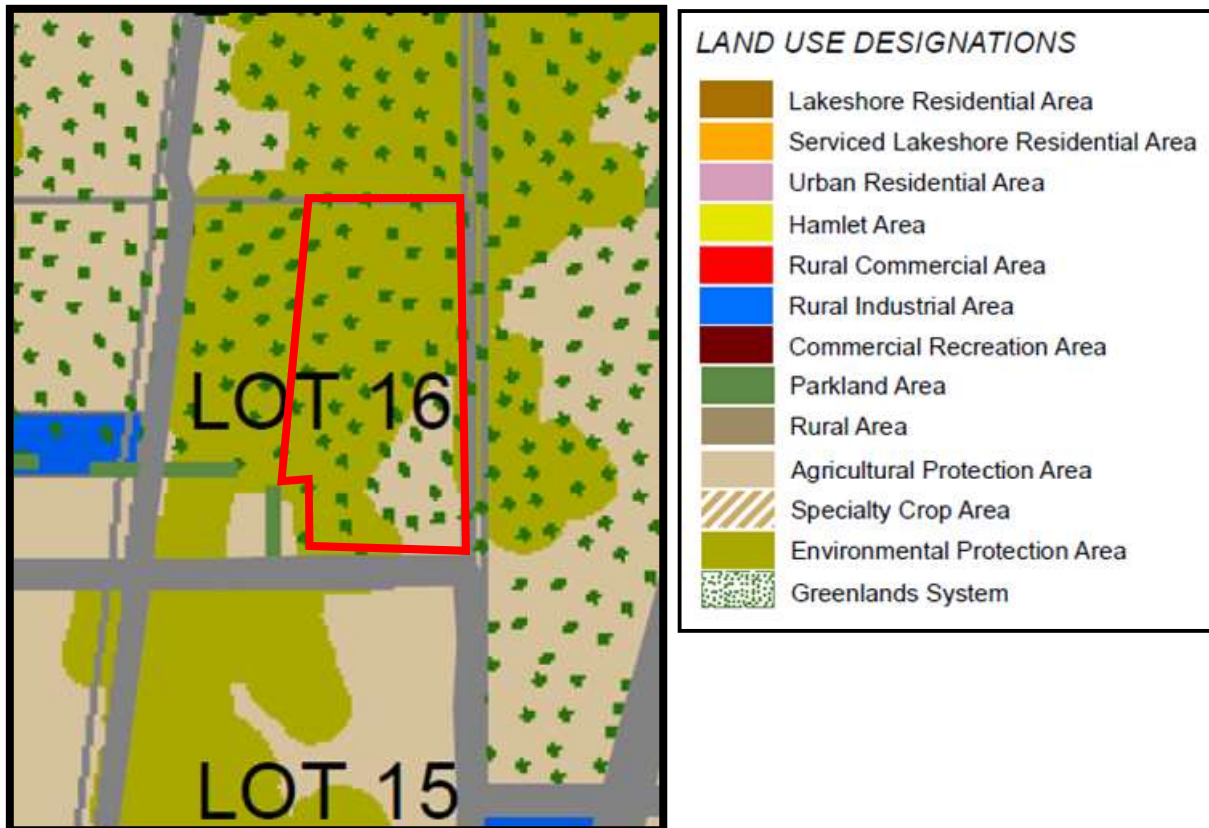 LOT 16
LOT 15
LAND USE DESIGNATIONS
Lakeshore Residential Area
Serviced Lakeshore Residential Area
Urban Residential Area
Hamlet Area
Rural Commercial Area
Rural Industrial Area
Commercial Recreation Area
Parkland Area
Rural Area
Agricultural Protection Area
Specialty Crop Area
Environmental Protection Area
Greenlands System